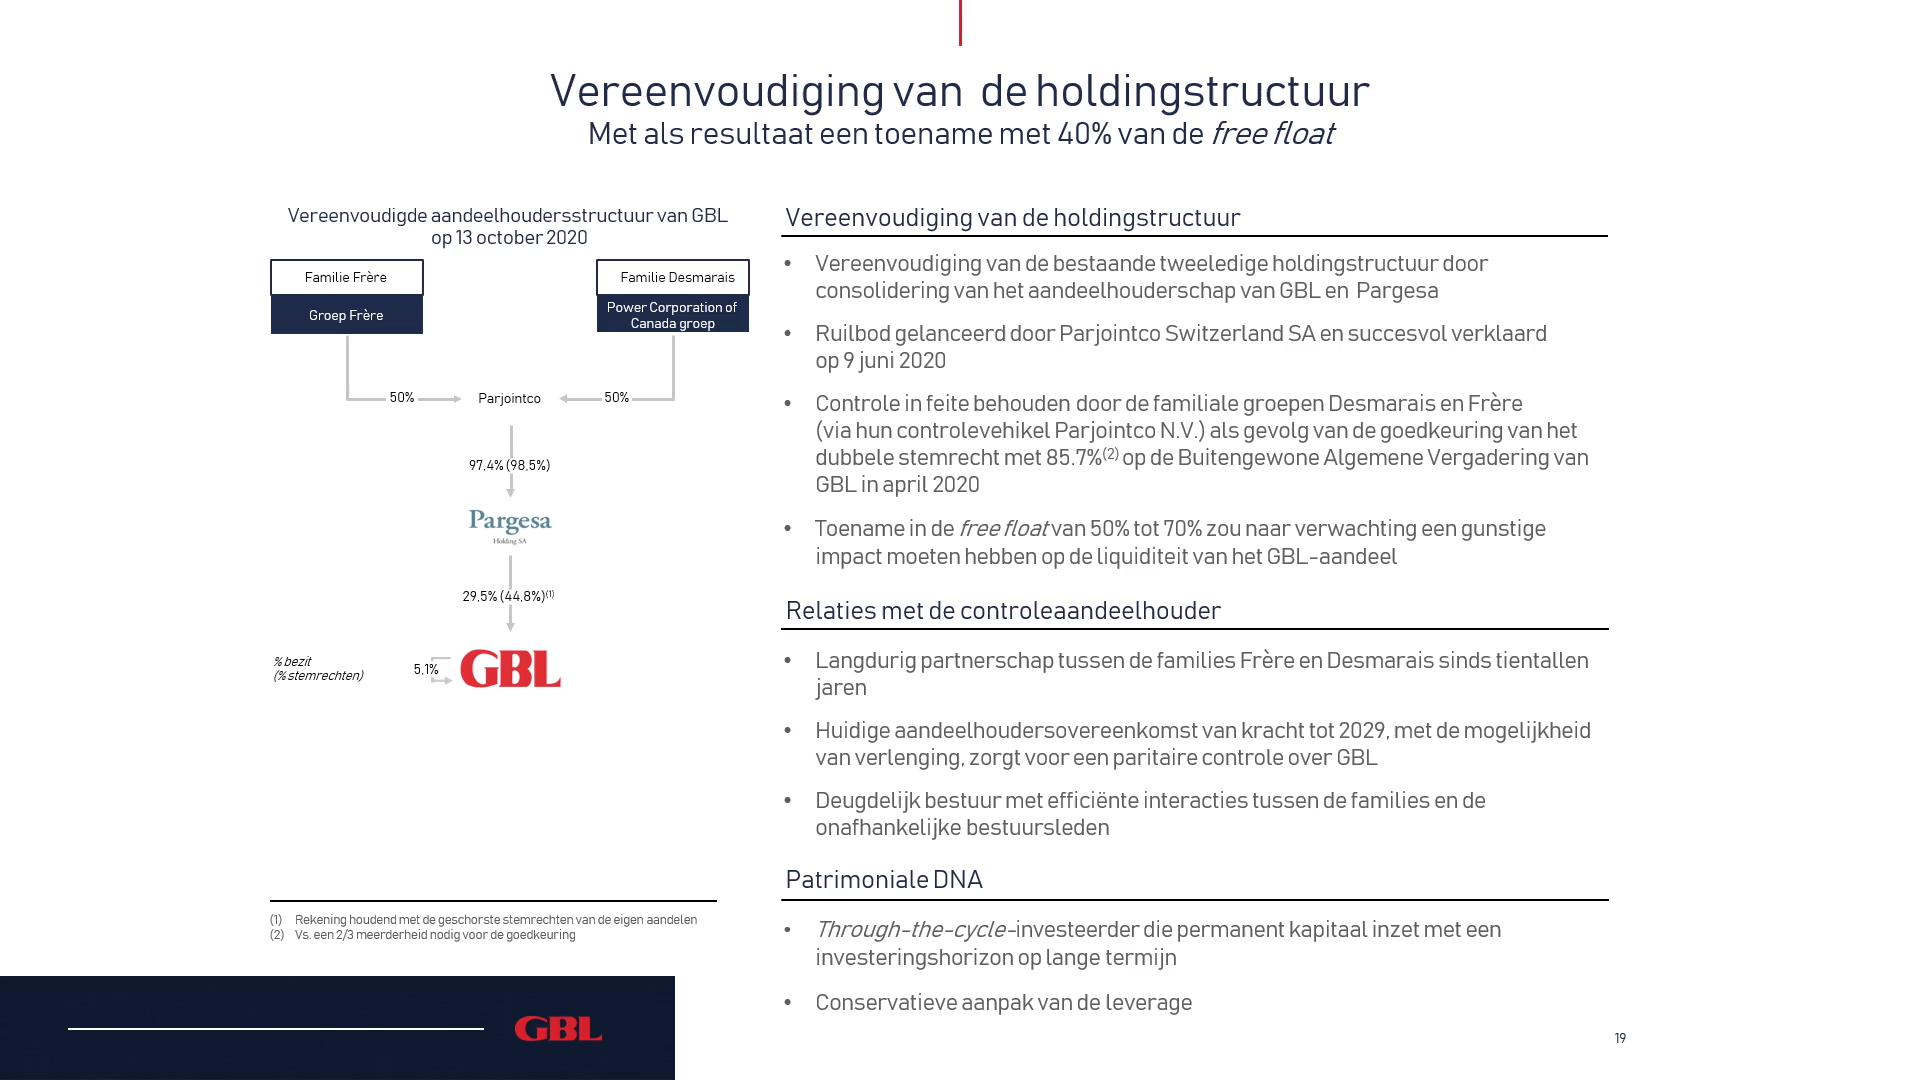 Vereenvoudiging van de holdingstructuur
Met als resultaat een toename met 40% van de free float
Vereenvoudigde aandeelhoudersstructuur van GBL
op 13 october 2020
Familie Frère
Groep Frère
Familie Desmarais
Power Corporation of
Canada groep
50%
Parjointco
50%
97,4% (98,5%)
Pargesa
Holding SA
29,5% (44,8%)(1)
% bezit
(% stemrechten)
5,1%
GBL
(1) Rekening houdend met de geschorste stemrechten van de eigen aandelen
(2) Vs. een 2/3 meerderheid nodig voor de goedkeuring
Vereenvoudiging van de holdingstructuur
• Vereenvoudiging van de bestaande tweeledige holdingstructuur door
consolidering van het aandeelhouderschap van GBL en Pargesa
• Ruilbod gelanceerd door Parjointco Switzerland SA en succesvol verklaard
op 9 juni 2020
• Controle in feite behouden door de familiale groepen Desmarais en Frère
(via hun controlevehikel Parjointco N.V.) als gevolg van de goedkeuring van het
dubbele stemrecht met 85.7%(2) op de Buitengewone Algemene Vergadering van
GBL in april 2020
• Toename in de free float van 50% tot 70% zou naar verwachting een gunstige
impact moeten hebben op de liquiditeit van het GBL-aandeel
Relaties met de controleaandeelhouder
• Langdurig partnerschap tussen de families Frère en Desmarais sinds tientallen
jaren
• Huidige aandeelhoudersovereenkomst van kracht tot 2029, met de mogelijkheid
van verlenging, zorgt voor een paritaire controle over GBL
• Deugdelijk bestuur met efficiënte interacties tussen de families en de
onafhankelijke bestuursleden
Patrimoniale DNA
• Through-the-cycle-investeerder die permanent kapitaal inzet met een
investeringshorizon op lange termijn
• Conservatieve aanpak van de leverage
GBL
19